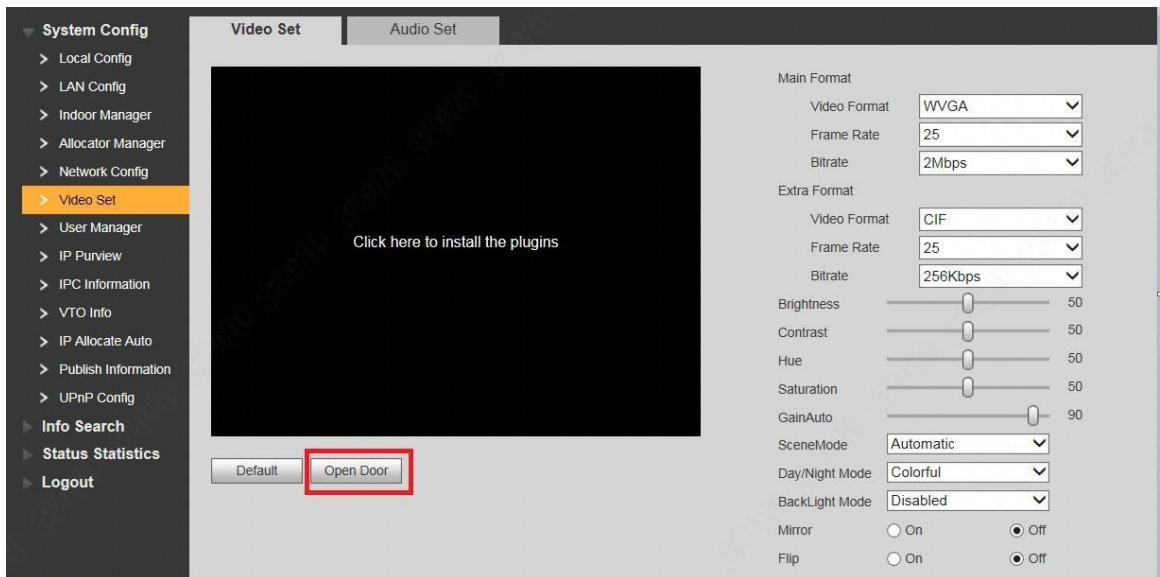 System Config
Local Config
LAN Config
Indoor Manager
Allocator Manager
Network Config
Video Set
User Manager
IP Purview
IPC Information
VTO Info
IP Allocate Auto
Publish Information
UPnP Config
Info Search
Status Statistics
Logout
Video Set Audio Set
Click here to install the plugins
Default Open Door
Main Format
Video Format WVGA
Frame Rate 25
Bitrate 2Mbps
Extra Format
Video Format CIF
Frame Rate 25
Bitrate 256Kbps
Brightness 50
Contrast 50
Hue 50
Saturation 50
GainAuto 90
SceneMode Automatic
Day/Night Mode Colorful
BackLight Mode Disabled
Mirror On Off
Flip On Off